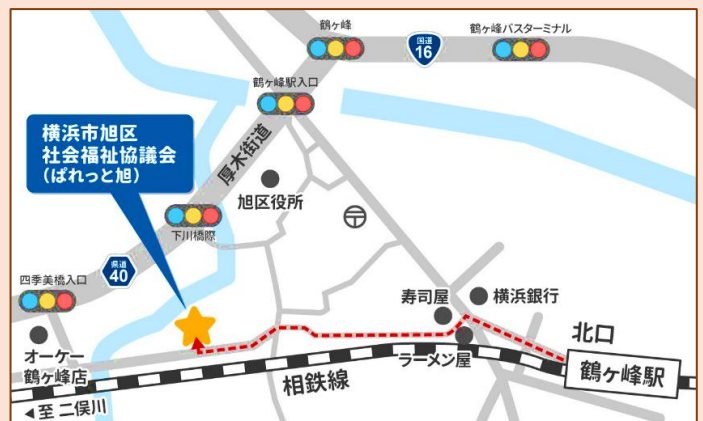 鶴ヶ峰
国道
16
鶴ヶ峰バスターミナル
鶴ヶ峰駅入口
横浜市旭区
社会福祉協議会
(ぱれっと旭)
厚木街道
旭区役所
〒
下川橋際
県道
40
四季美橋入口
寿司屋
横浜銀行
北口
オーケー
鶴ヶ峰店
ラーメン屋
鶴ヶ峰駅
相鉄線
◀至 二俣川